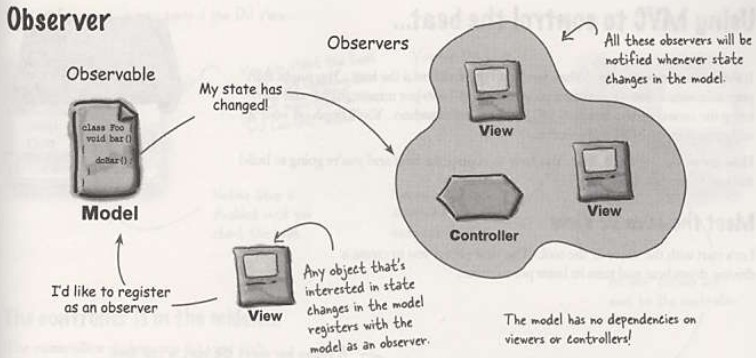 Observer
Observers
All these observers will be
notified whenever state
changes in the model.
Observable
My state has
changed!
class Foo {
void bar()
{
doBar();
}
View
View
Model
Controller
I'd like to register
as an observer
View
Any object that's
interested in state
changes in the model
registers with the
model as an observer.
The model has no dependencies on
viewers or controllers!